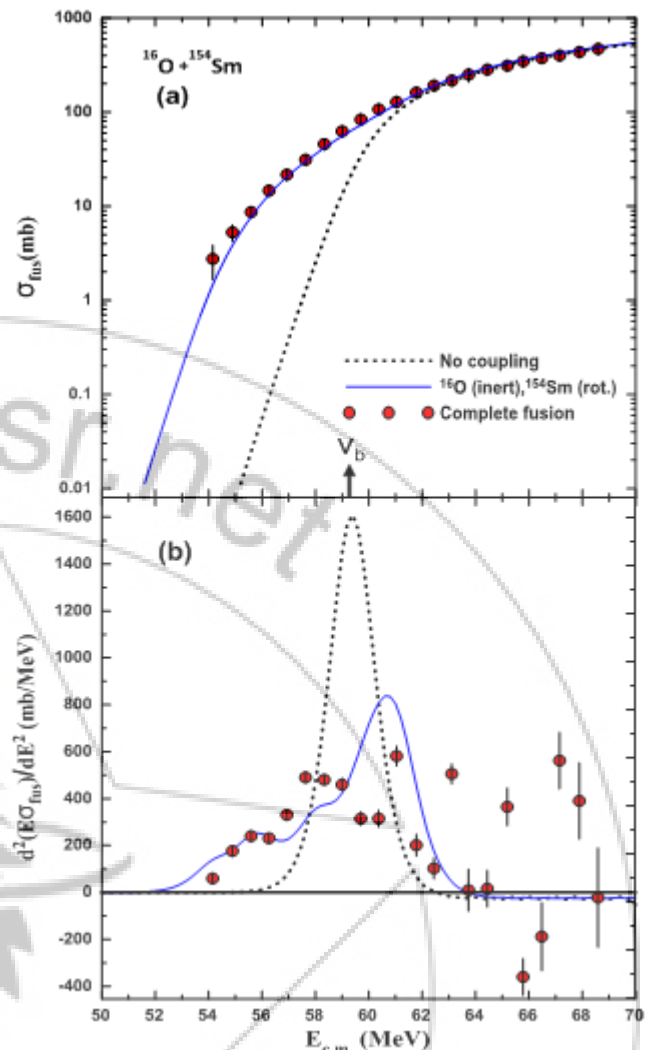 1000
¹⁶O + ¹⁵⁴Sm
(a)
100
10
σfus(mb)
1
No coupling
¹⁶O (inert),¹⁵⁴Sm (rot.)
Complete fusion
0.1
Vb
0.01
sr.net
1600
(b)
1400
1200
1000
800
600
400
200
0
-200
-400
d²(Eσfus)/dE² (mb/MeV)
50 52 54 56 58 60 62 64 66 68 70
Ec.m. (MeV)